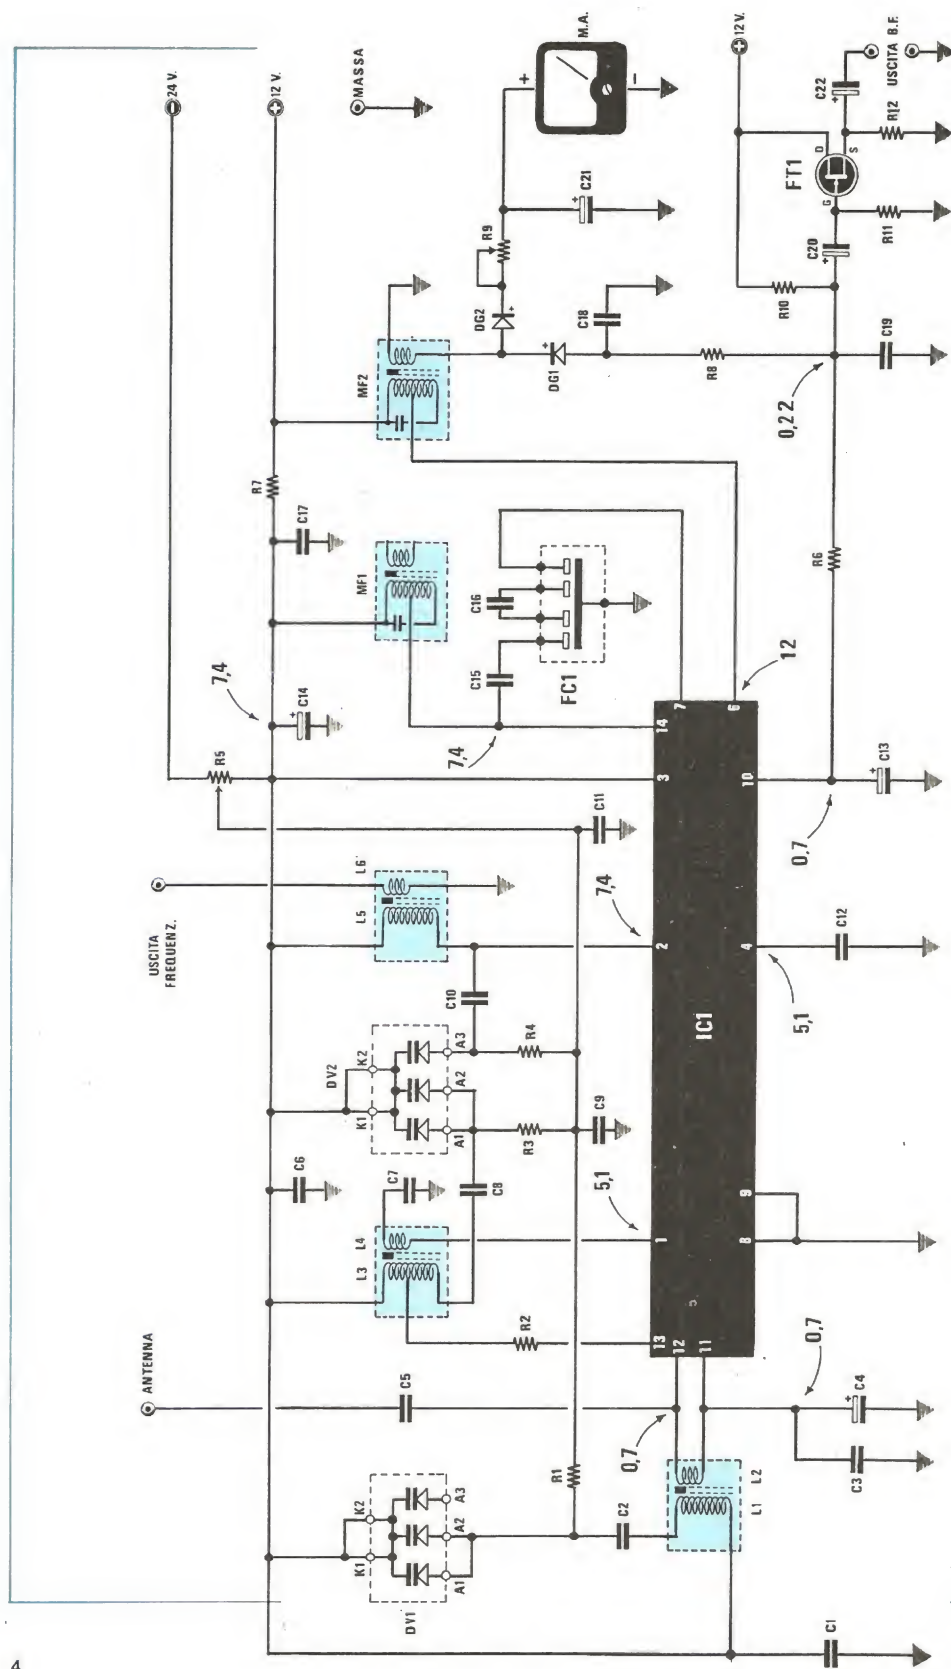 4
ANTENNA
USCITA
FREQUENZ.
24 V.
12 V.
MASSA
K1
K2
A1
A2
A3
DV1
C5
L3
L4
C7
C6
K1
K2
DV2
A1
A2
A3
C8
C10
L5
L6
R5
7,4
C14
C17
R7
MF1
MF2
DG2
R9
+
M.A.
–
C21
DG1
C18
12 V.
R1
R2
R3
R4
C9
C11
7,4
C15
C16
FC1
R8
R10
FT1
D
G
S
C22
USCITA B.F.
R12
R11
C20
C19
0,22
C2
L1
L2
0,7
5,1
7,4
12
11
13
1
2
3
14
7
6
10
4
9
8
IC1
12
R6
C1
C3
C4
0,7
5,1
C12
0,7
C13